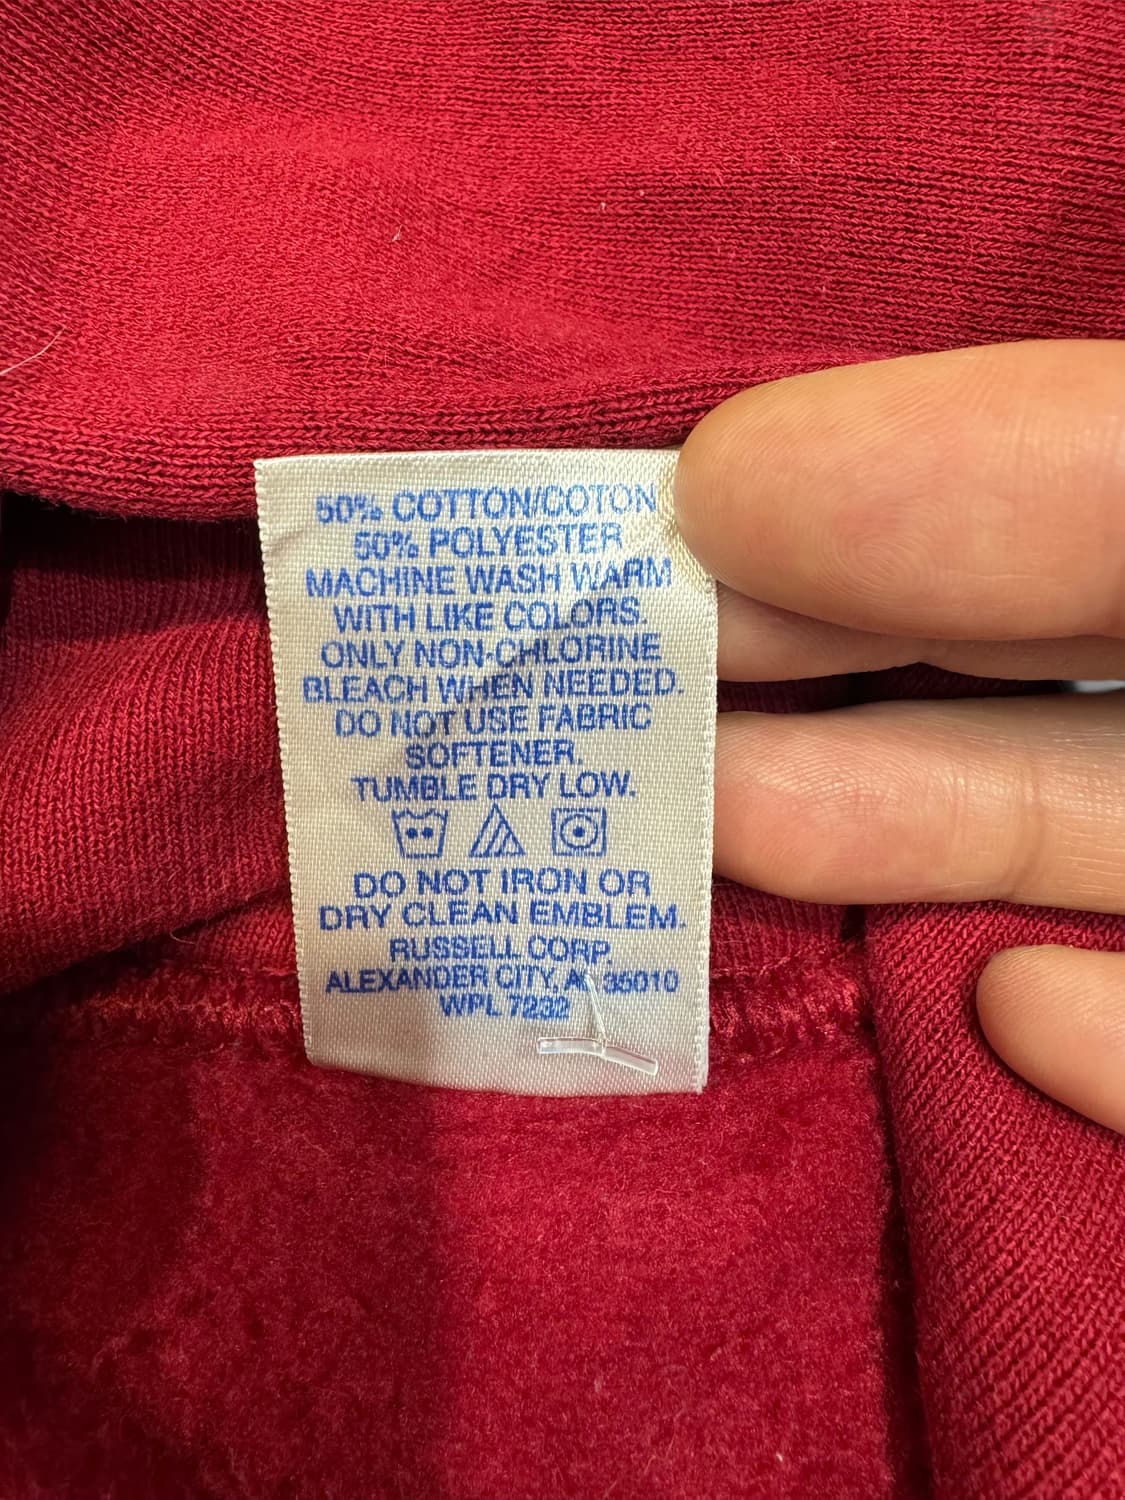 50% COTTON/COTON
50% POLYESTER
MACHINE WASH WARM
WITH LIKE COLORS.
ONLY NON-CHLORINE
BLEACH WHEN NEEDED.
DO NOT USE FABRIC
SOFTENER.
TUMBLE DRY LOW.
DO NOT IRON OR
DRY CLEAN EMBLEM.
RUSSELL CORP.
ALEXANDER CITY, 35010
WPL 7232